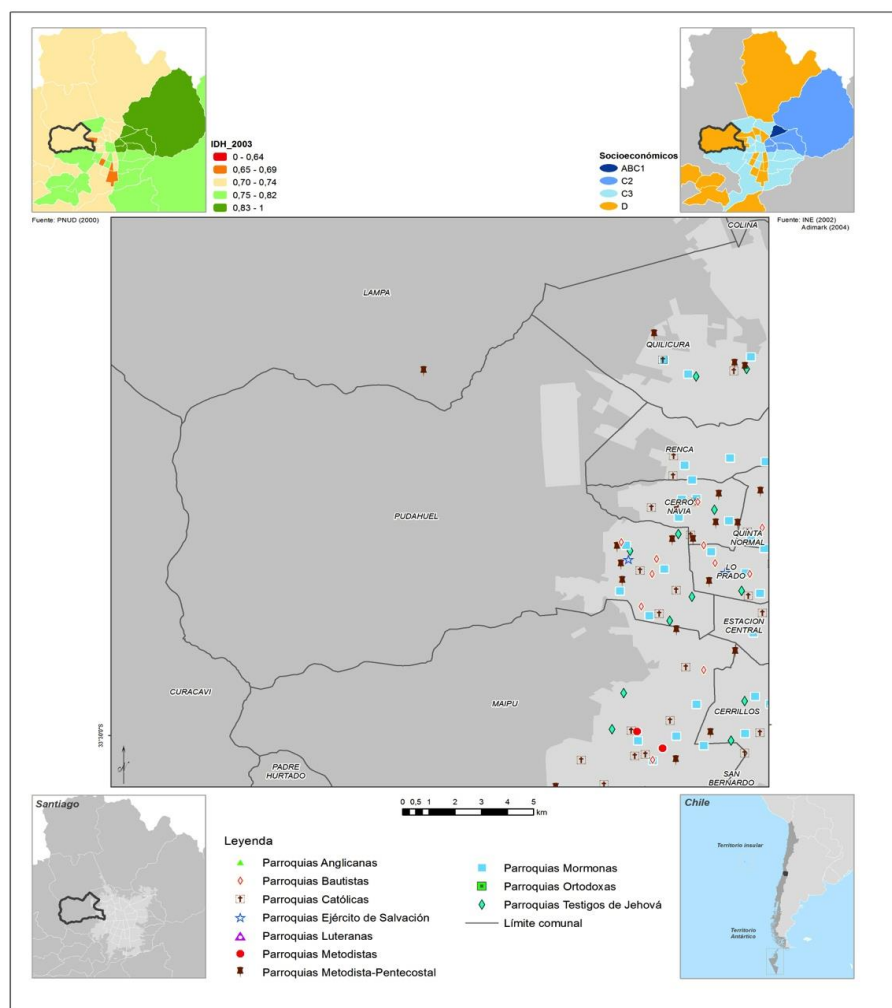 IDH_2003
0 - 0,64
0,65 - 0,69
0,70 - 0,74
0,75 - 0,82
0,83 - 1
Fuente: PNUD (2000)
Socioeconómicos
ABC1
C2
C3
D
Fuente: INE (2002)
Adimark (2004)
COLINA
LAMPA
QUILICURA
RENCA
CERRO
NAVIA
PUDAHUEL
QUINTA
NORMAL
LO
PRADO
ESTACION
CENTRAL
CURACAVI
MAIPU
CERRILLOS
PADRE
HURTADO
SAN
BERNARDO
Santiago
0 0,5 1 2 3 4 5
km
Chile
Territorio insular
Territorio
Antártico
Leyenda
Parroquias Anglicanas
Parroquias Bautistas
Parroquias Católicas
Parroquias Ejército de Salvación
Parroquias Luteranas
Parroquias Metodistas
Parroquias Metodista-Pentecostal
Parroquias Mormonas
Parroquias Ortodoxas
Parroquias Testigos de Jehová
Límite comunal